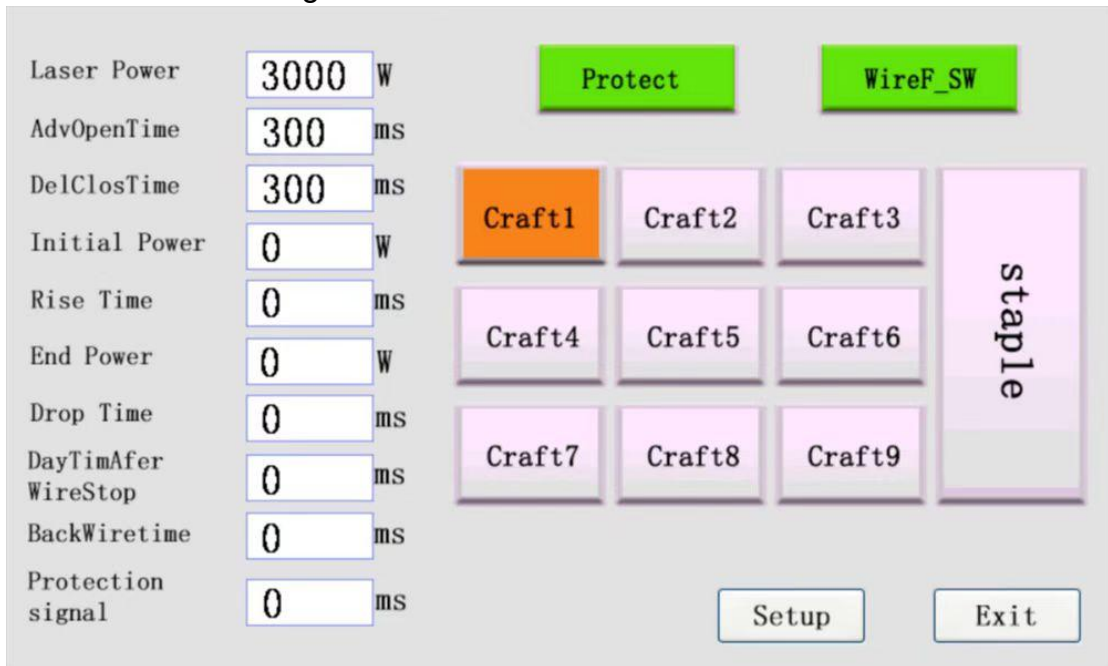 Laser Power 3000 W
AdvOpenTime 300 ms
DelClosTime 300 ms
Initial Power 0 W
Rise Time 0 ms
End Power 0 W
Drop Time 0 ms
DayTimAfer
WireStop 0 ms
BackWiretime 0 ms
Protection
signal 0 ms
Protect WireF_SW
Craft1 Craft2 Craft3
Craft4 Craft5 Craft6
Craft7 Craft8 Craft9
staple
Setup Exit